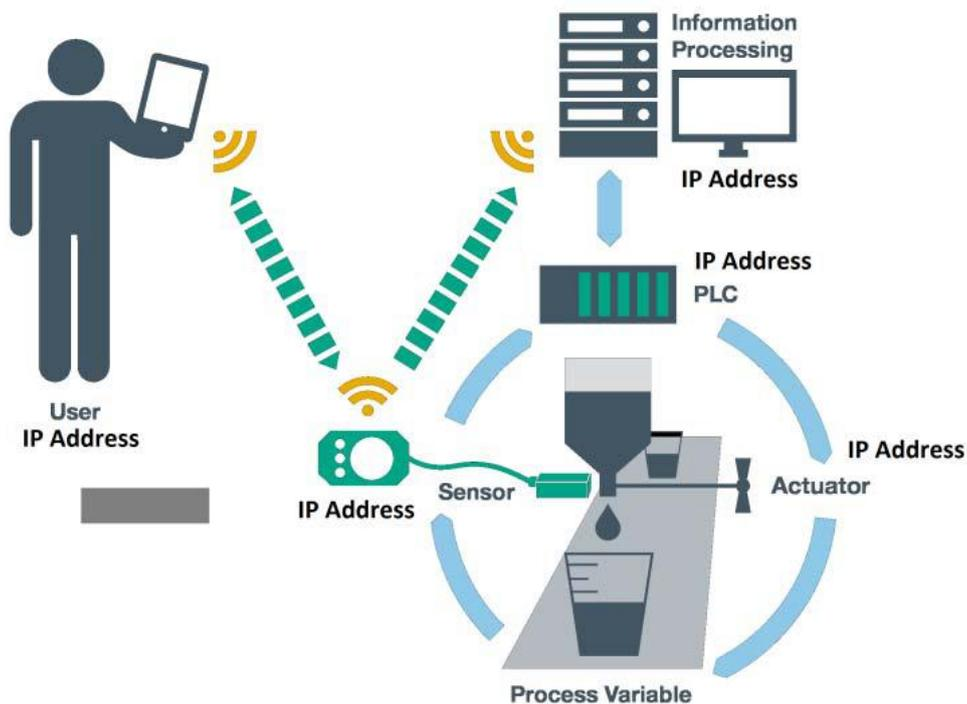 Information
Processing
IP Address
IP Address
PLC
User
IP Address
IP Address
Actuator
Sensor
IP Address
Process Variable